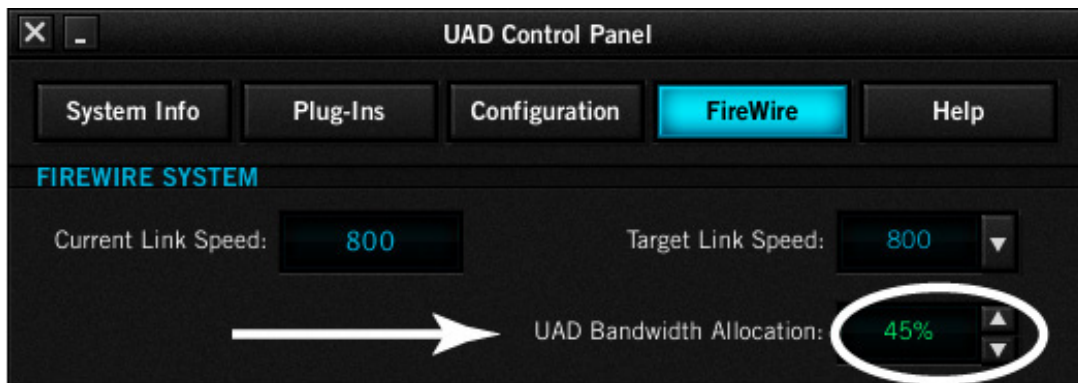 UAD Control Panel
System Info Plug-Ins Configuration FireWire Help
FIREWIRE SYSTEM
Current Link Speed: 800 Target Link Speed: 800
UAD Bandwidth Allocation: 45%